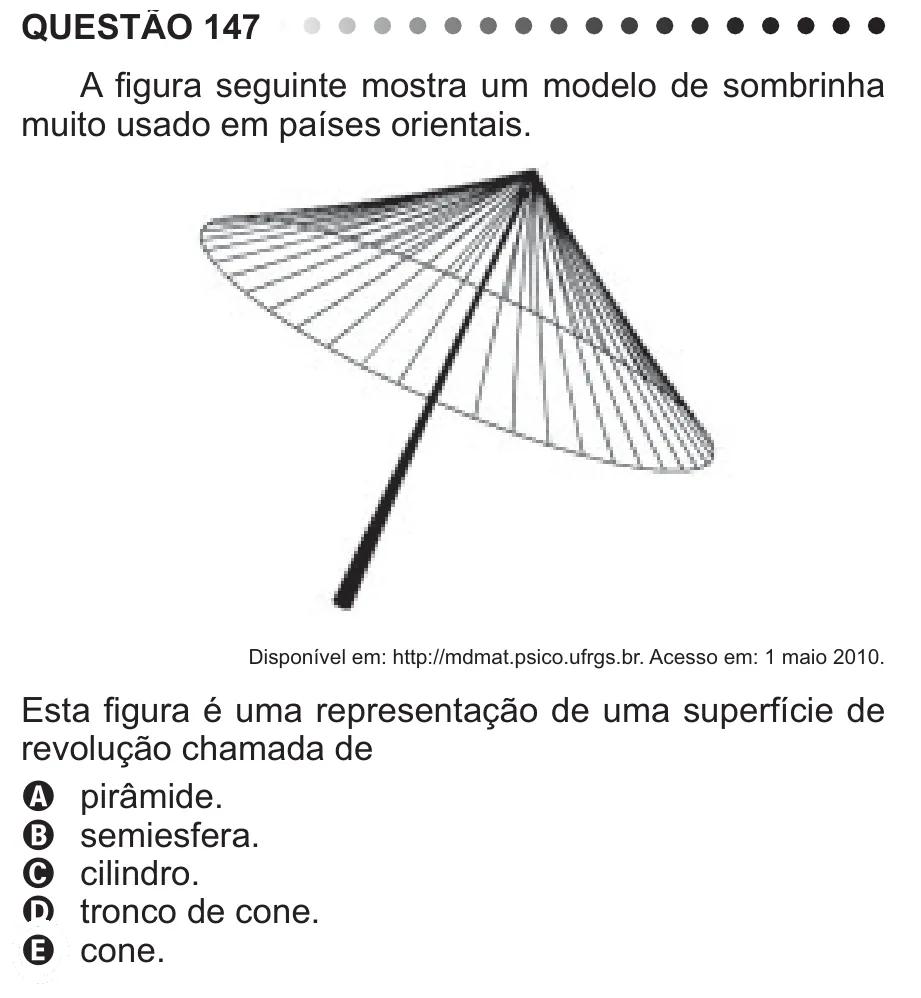 QUESTÃO 147
A figura seguinte mostra um modelo de sombrinha
muito usado em países orientais.
Disponível em: http://mdmat.psico.ufrgs.br. Acesso em: 1 maio 2010.
Esta figura é uma representação de uma superfície de
revolução chamada de
A pirâmide.
B semiesfera.
C cilindro.
D tronco de cone.
E cone.